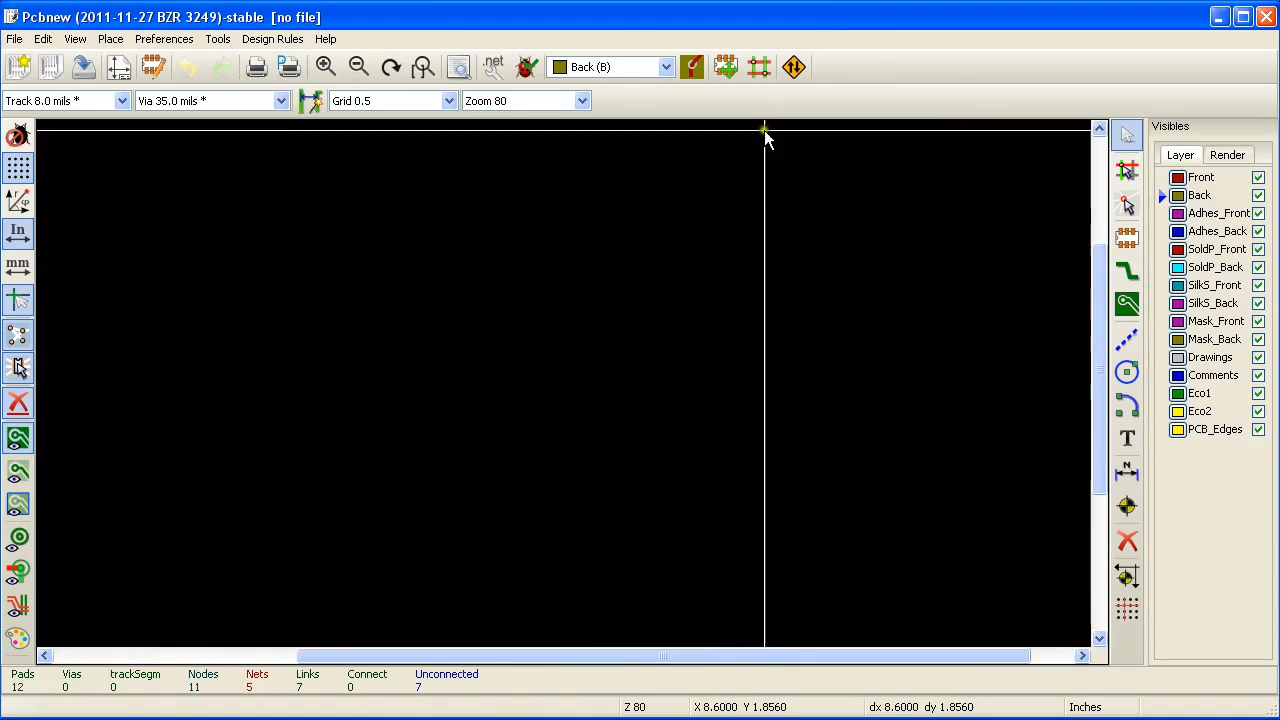 Pcbnew (2011-11-27 BZR 3249)-stable [no file]
File Edit View Place Preferences Tools Design Rules Help
.net Back (B)
Track 8.0 mils * Via 35.0 mils * Grid 0.5 Zoom 80
Visibles
Layer Render
Front
Back
Adhes_Front
Adhes_Back
SoldP_Front
SoldP_Back
SilkS_Front
SilkS_Back
Mask_Front
Mask_Back
Drawings
Comments
Eco1
Eco2
PCB_Edges
In
mm
T
N
Pads Vias trackSegm Nodes Nets Links Connect Unconnected
12 0 0 11 5 7 0 7
Z 80 X 8.6000 Y 1.8560 dx 8.6000 dy 1.8560 Inches